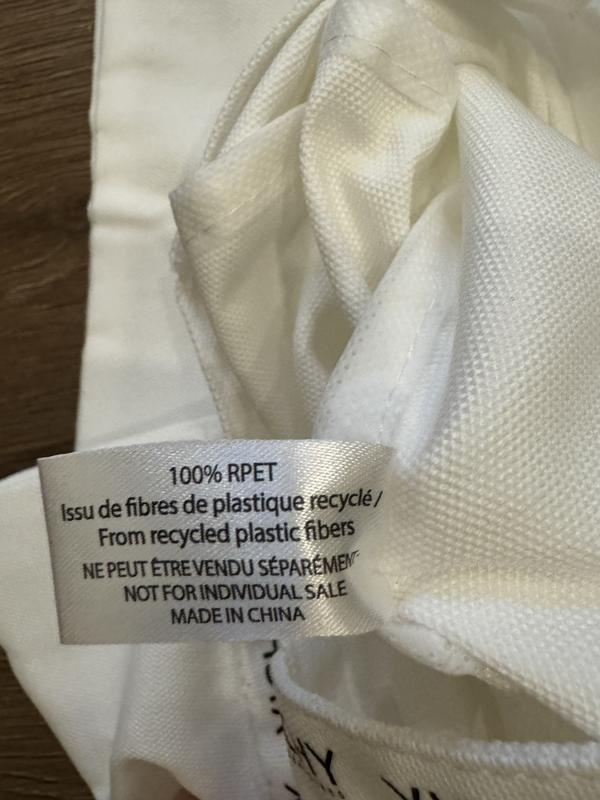 100% RPET
Issu de fibres de plastique recyclé /
From recycled plastic fibers
NE PEUT ÊTRE VENDU SÉPARÉMENT
NOT FOR INDIVIDUAL SALE
MADE IN CHINA